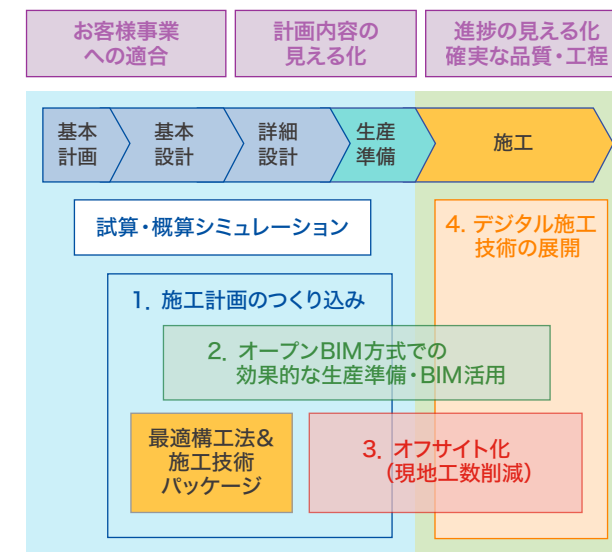 お客様事業
への適合
計画内容の
見える化
進捗の見える化
確実な品質・工程
基本
計画
基本
設計
詳細
設計
生産
準備
施工
試算・概算シミュレーション
4. デジタル施工
技術の展開
1. 施工計画のつくり込み
2. オープンBIM方式での
効果的な生産準備・BIM活用
最適構工法&
施工技術
パッケージ
3. オフサイト化
(現地工数削減)